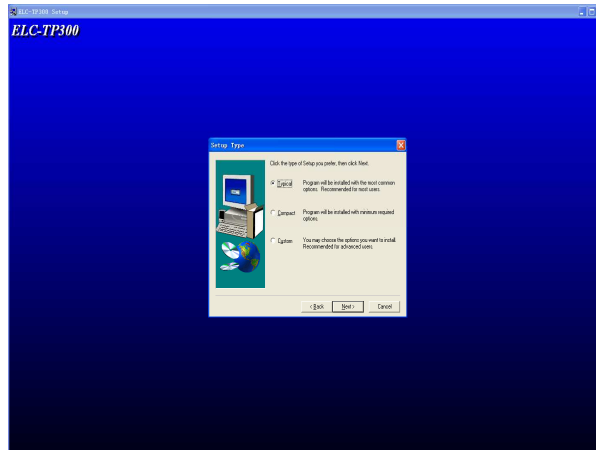 ELC-TP300 Setup
ELC-TP300
Setup Type
Click the type of Setup you prefer, then click Next.
Typical
Program will be installed with the most common
options. Recommended for most users.
Compact
Program will be installed with minimum required
options.
Custom
You may choose the options you want to install.
Recommended for advanced users.
< Back
Next >
Cancel